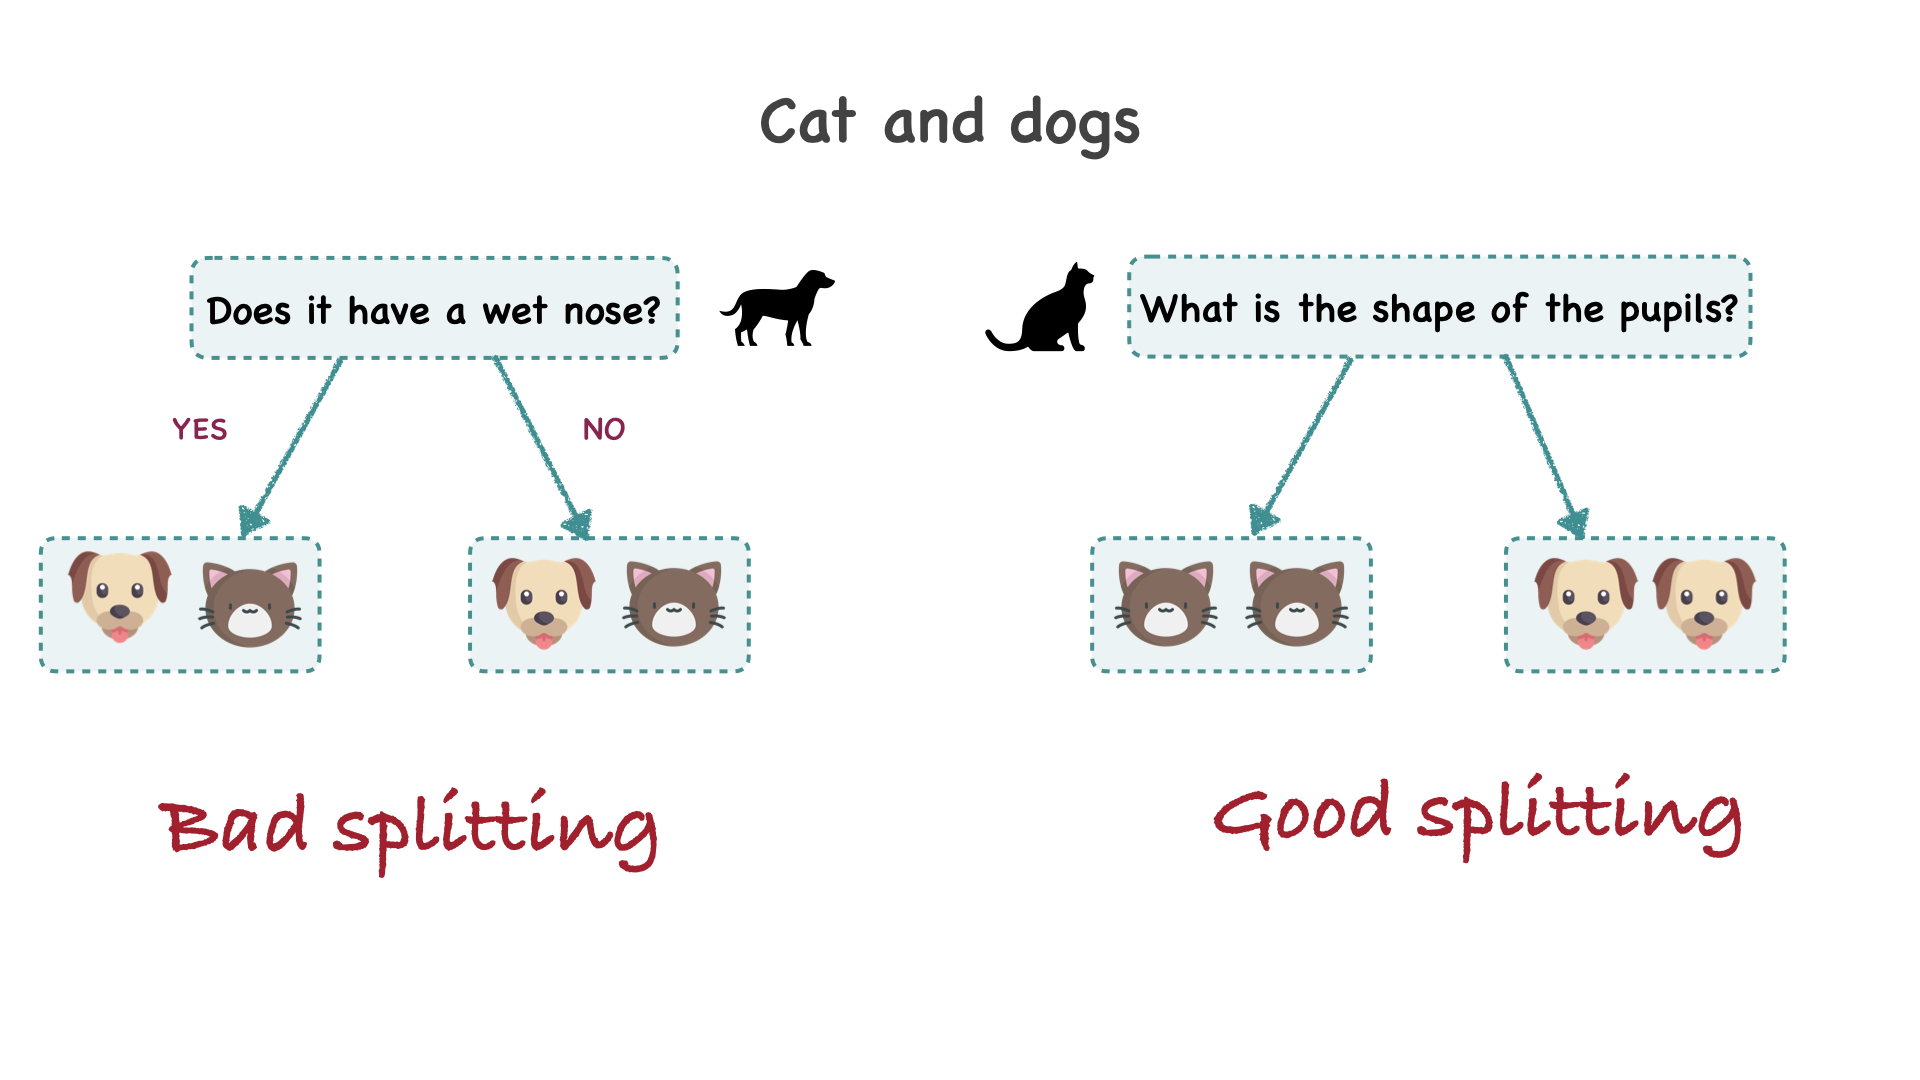 Cat and dogs
Does it have a wet nose?
YES
NO
Bad splitting
What is the shape of the pupils?
Good splitting